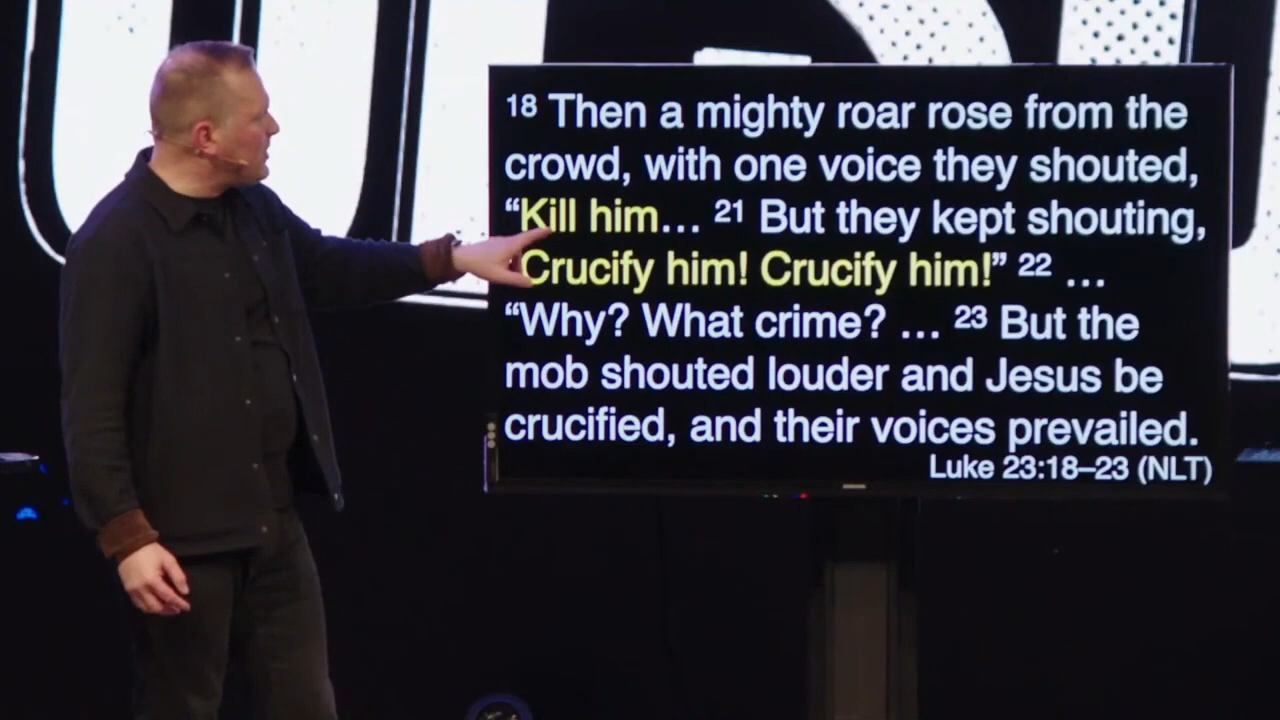 18 Then a mighty roar rose from the
crowd, with one voice they shouted,
“Kill him… 21 But they kept shouting,
Crucify him! Crucify him!” 22 …
“Why? What crime? … 23 But the
mob shouted louder and Jesus be
crucified, and their voices prevailed.
Luke 23:18–23 (NLT)